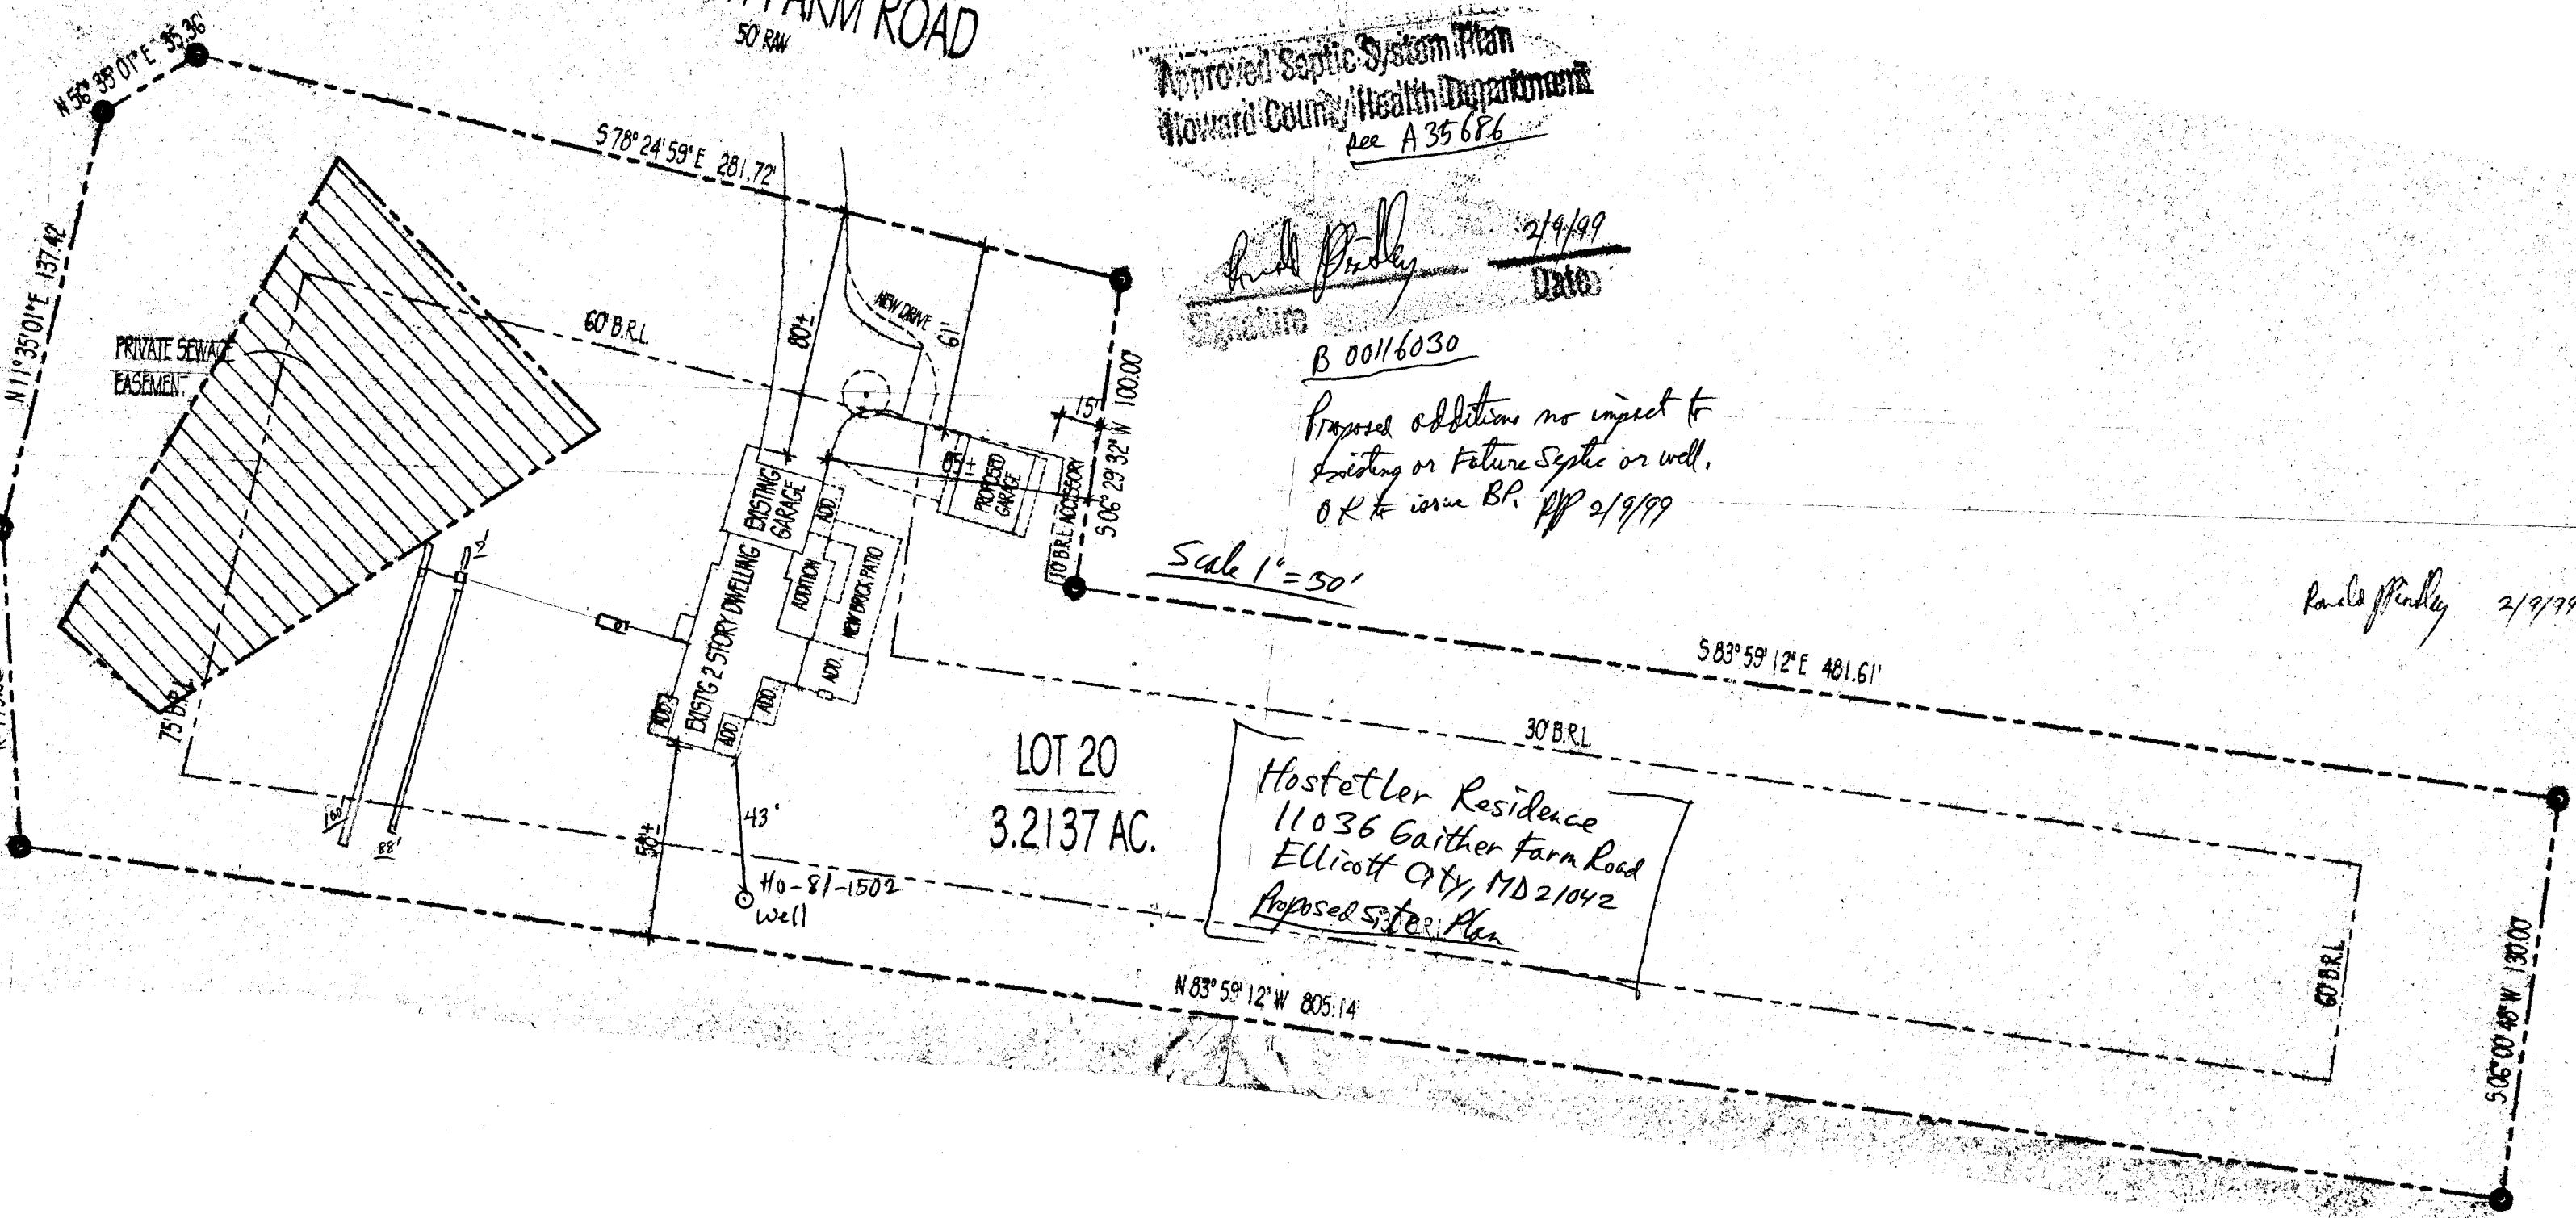 FARM ROAD
50' R/W
N 56° 35' 01" E 35.36'
S 78° 24' 59" E 281.72'
N 11° 35' 01" E 137.42'
PRIVATE SEWAGE
EASEMENT
60' B.R.L.
80'±
NEW DRIVE
61'
15'
S 06° 29' 32" W 100.00'
10' B.R.L. ACCESSORY
85'±
PROPOSED
GARAGE
EXISTING
GARAGE
ADD.
ADDITION
NEW BRICK PATIO
EXIST'G 2 STORY DWELLING
ADD.
ADD.
ADD.
ADD.
75' B.R.L.
100'
88'
58'±
43'
HO-81-1502
well
LOT 20
3.2137 AC.
Approved Septic System Plan
Howard County Health Department
see A 35686
2/9/99
Signature
Date
B 00116030
Proposed additions no impact to
existing or Future Septic or well.
OK to issue BP. 2/9/99
Scale 1" = 50'
2/9/99
S 83° 59' 12" E 481.61'
30' B.R.L.
Hostetler Residence
11036 Gaither Farm Road
Ellicott City, MD 21042
Proposed Site Plan
N 83° 59' 12" W 805.14'
60' B.R.L.
S 06° 00' 48" W 130.00'